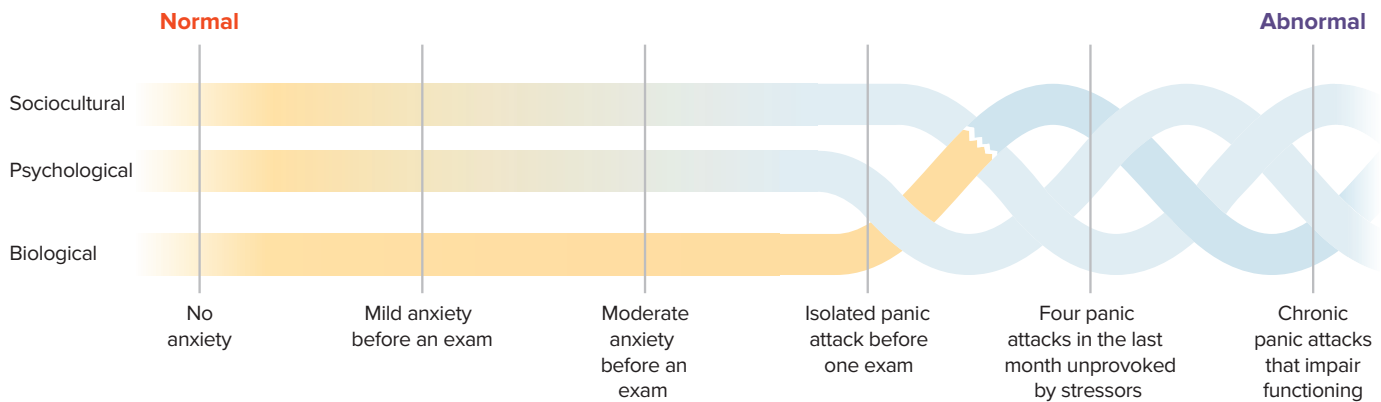 Normal
Abnormal
Sociocultural
Psychological
Biological
No
anxiety
Mild anxiety
before an exam
Moderate
anxiety
before an
exam
Isolated panic
attack before
one exam
Four panic
attacks in the last
month unprovoked
by stressors
Chronic
panic attacks
that impair
functioning